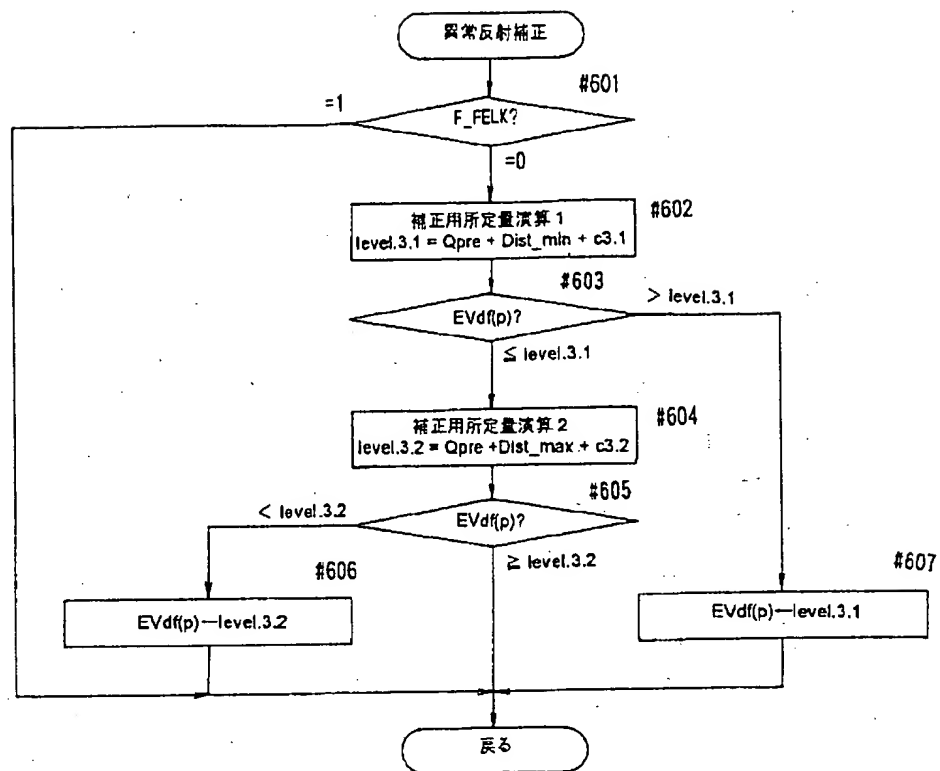 異常反射補正
#601
=1
F_FELK?
=0
補正用所定量演算1
level.3.1 = Qpre + Dist_min + c3.1
#602
#603
> level.3.1
EVdf(p)?
≦ level.3.1
補正用所定量演算2
level.3.2 = Qpre +Dist_max + c3.2
#604
#605
< level.3.2
EVdf(p)?
≧ level.3.2
#606
#607
EVdf(p)←level.3.2
EVdf(p)←level.3.1
戻る